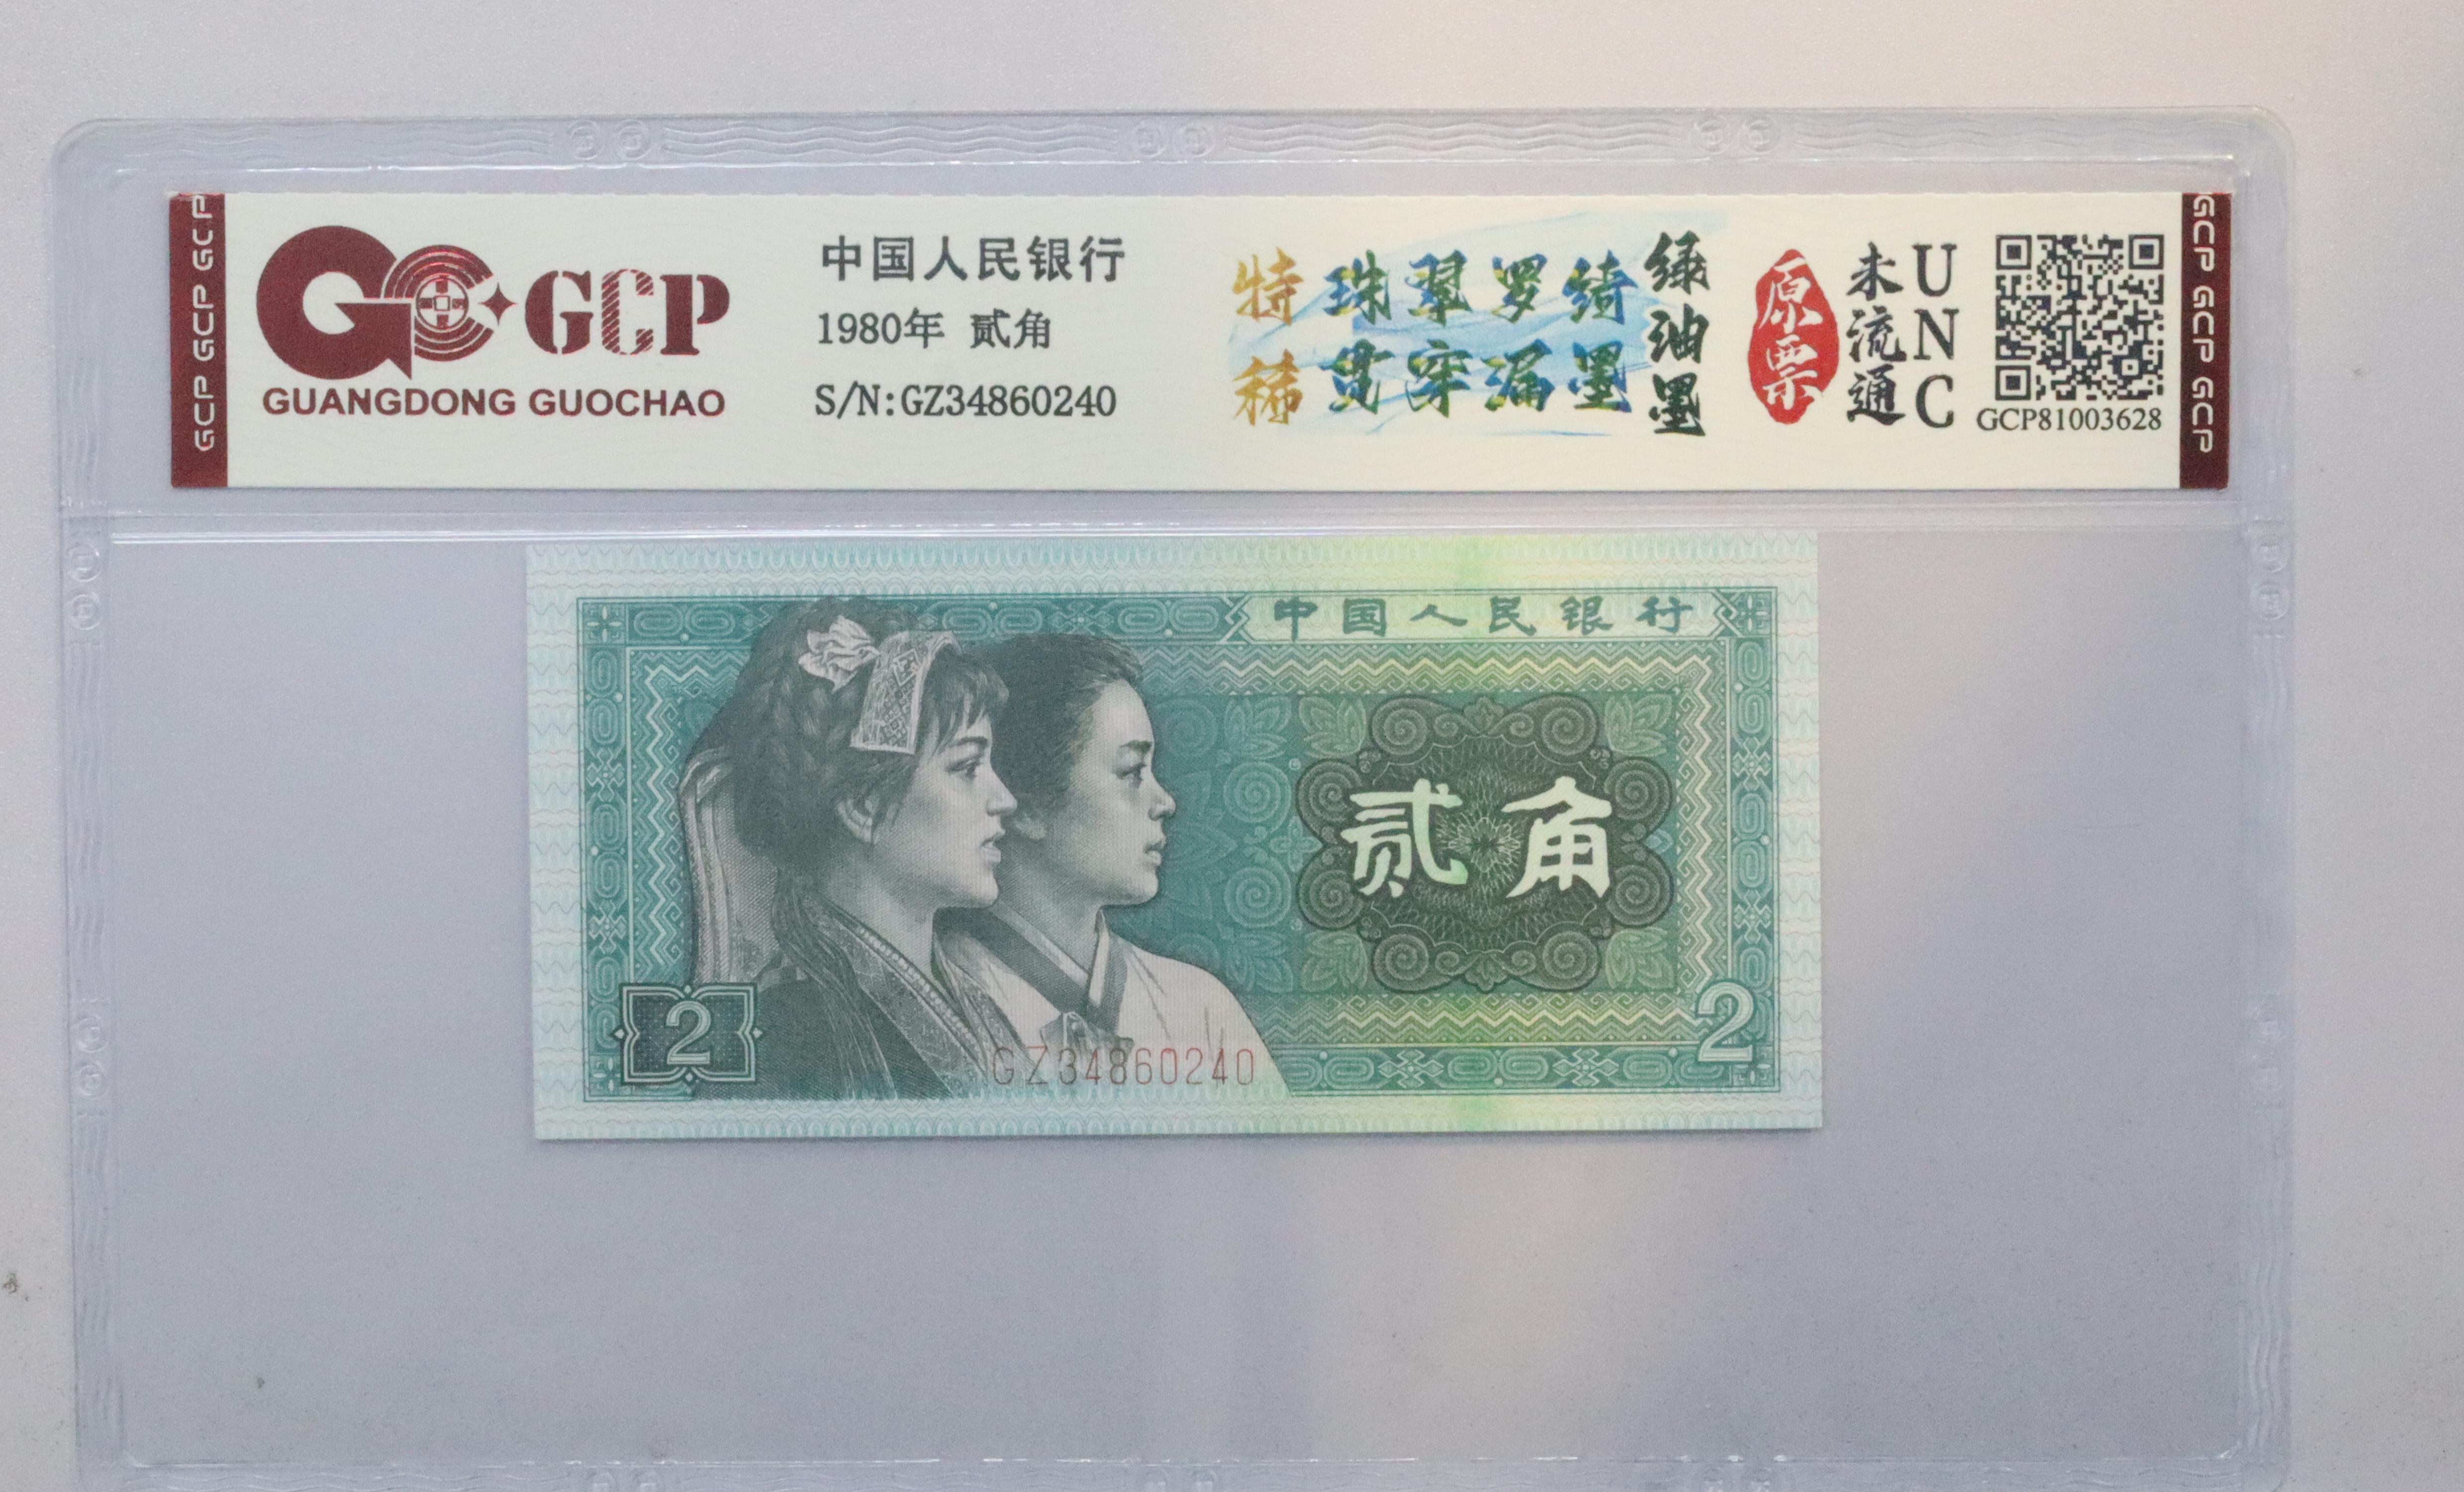 GCP GCP GCP
GCP
GUANGDONG GUOCHAO
中国人民银行
1980年 贰角
S/N:GZ34860240
特稀
珠翠罗绮
贯穿漏墨
绿油墨
原票
未流通
UNC
GCP81003628
GCP GCP GCP
中国人民银行
贰角
2
2
GZ34860240